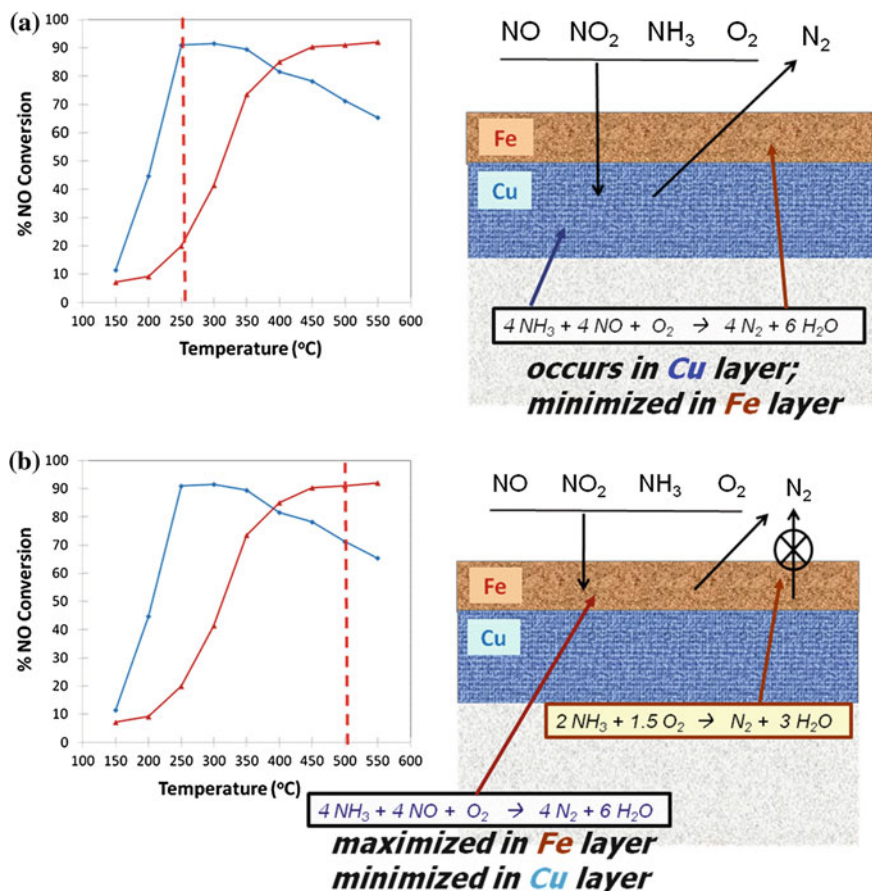 (a)
100
90
80
70
60
50
40
30
20
10
0
% NO Conversion
100 150 200 250 300 350 400 450 500 550 600
Temperature (°C)
NO NO₂ NH₃ O₂ N₂
Fe
Cu
4 NH₃ + 4 NO + O₂ → 4 N₂ + 6 H₂O
occurs in Cu layer;
minimized in Fe layer
(b)
100
90
80
70
60
50
40
30
20
10
0
% NO Conversion
100 150 200 250 300 350 400 450 500 550 600
Temperature (°C)
NO NO₂ NH₃ O₂ N₂
Fe
Cu
2 NH₃ + 1.5 O₂ → N₂ + 3 H₂O
4 NH₃ + 4 NO + O₂ → 4 N₂ + 6 H₂O
maximized in Fe layer
minimized in Cu layer